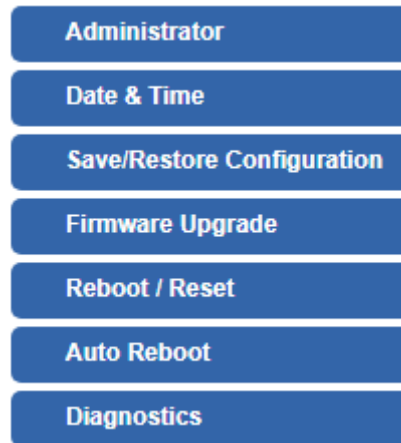 Administrator
Date & Time
Save/Restore Configuration
Firmware Upgrade
Reboot / Reset
Auto Reboot
Diagnostics